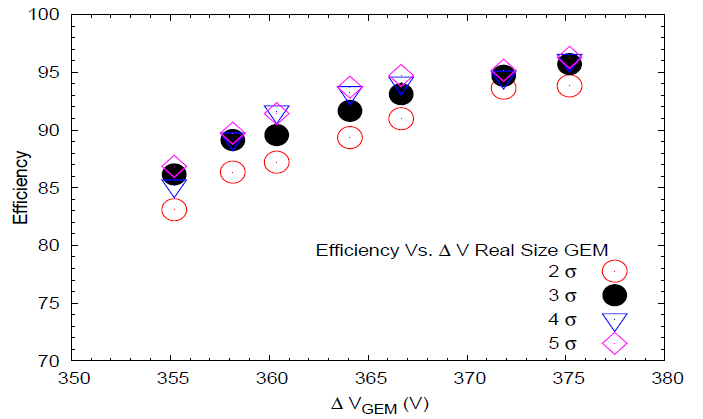 100
95
90
85
80
75
70
Efficiency
Efficiency Vs. Δ V Real Size GEM
2 σ
3 σ
4 σ
5 σ
350 355 360 365 370 375 380
Δ V_GEM (V)